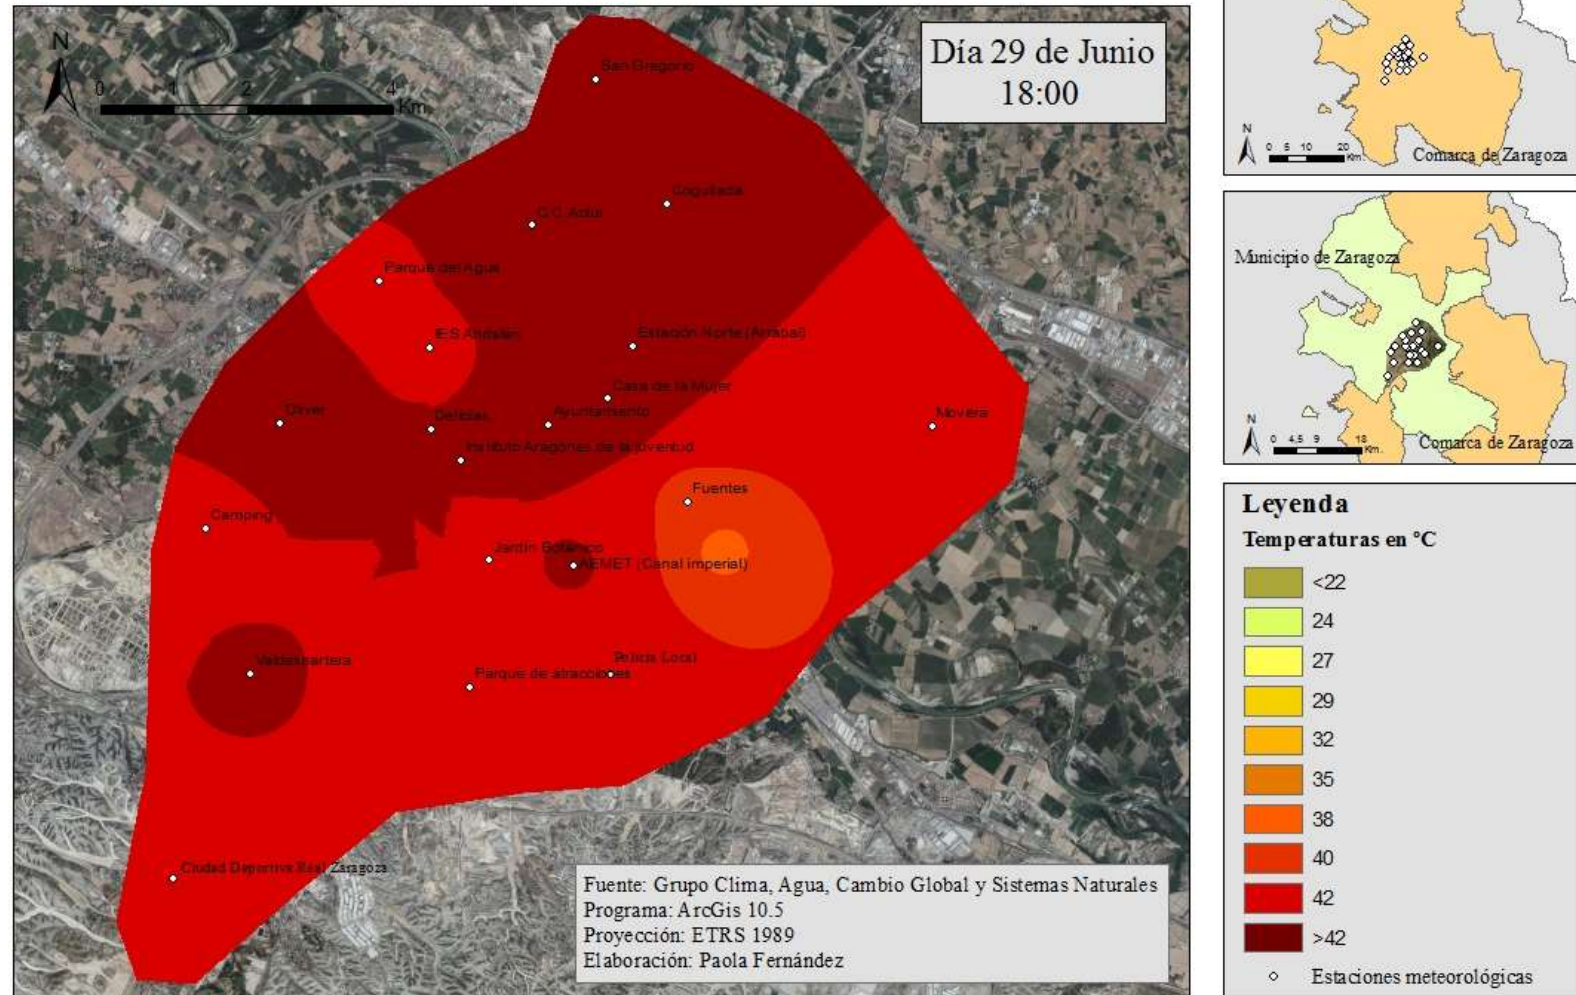 N
0 1 2 4
Km.
Día 29 de Junio
18:00
San Gregorio
Cogullada
C.C. Actur
Parque del Agua
IES Ahmalen
Estación Norte (Arrabal)
Casa de la Mujer
Oliver
Delicias
Ayuntamiento
Movera
Instituto Aragones de la juventud
Fuentes
Camping
Jardín Botánico
AEMET (Canal imperial)
Valdespartera
Policia Local
Parque de atracciones
Ciudad Deportiva Real Zaragoza
Fuente: Grupo Clima, Agua, Cambio Global y Sistemas Naturales
Programa: ArcGis 10.5
Proyección: ETRS 1989
Elaboración: Paola Fernández
N
0 5 10 20
Km.
Comarca de Zaragoza
Municipio de Zaragoza
N
0 4,5 9 18
Km.
Comarca de Zaragoza
Leyenda
Temperaturas en °C
<22
24
27
29
32
35
38
40
42
>42
Estaciones meteorológicas